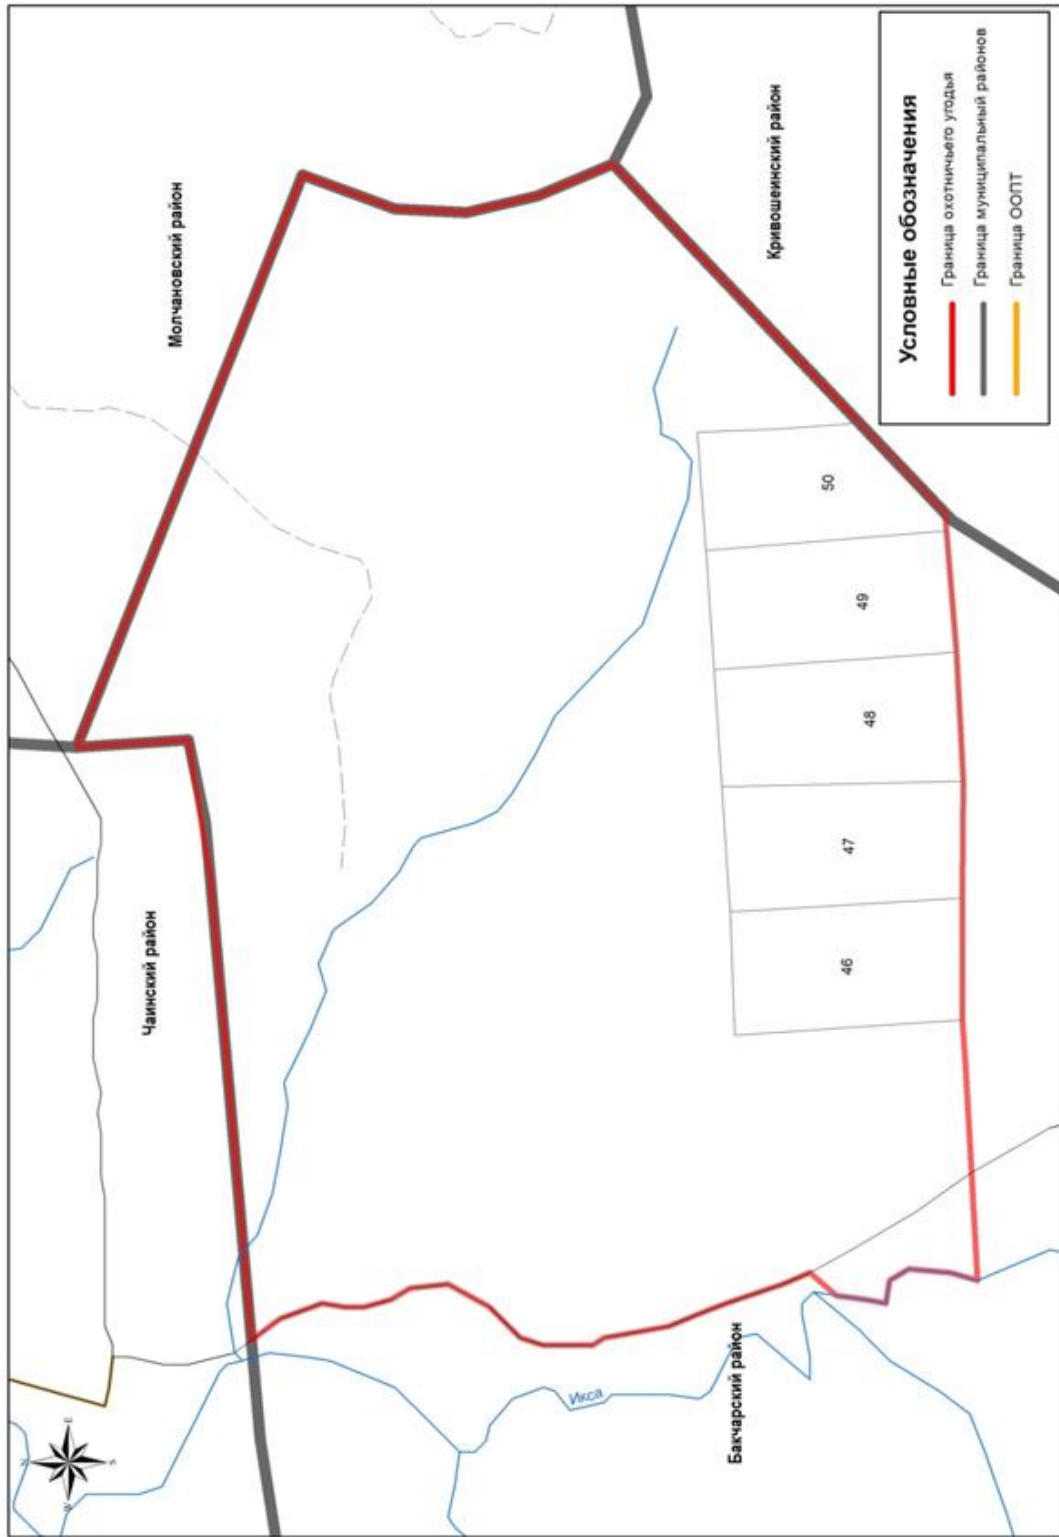 Молчановский район
Кривошеинский район
Чаинский район
Бакчарский район
Икса
46
47
48
49
50
N
E
S
W
Условные обозначения
Граница охотничьего угодья
Граница муниципальный районов
Граница ООПТ